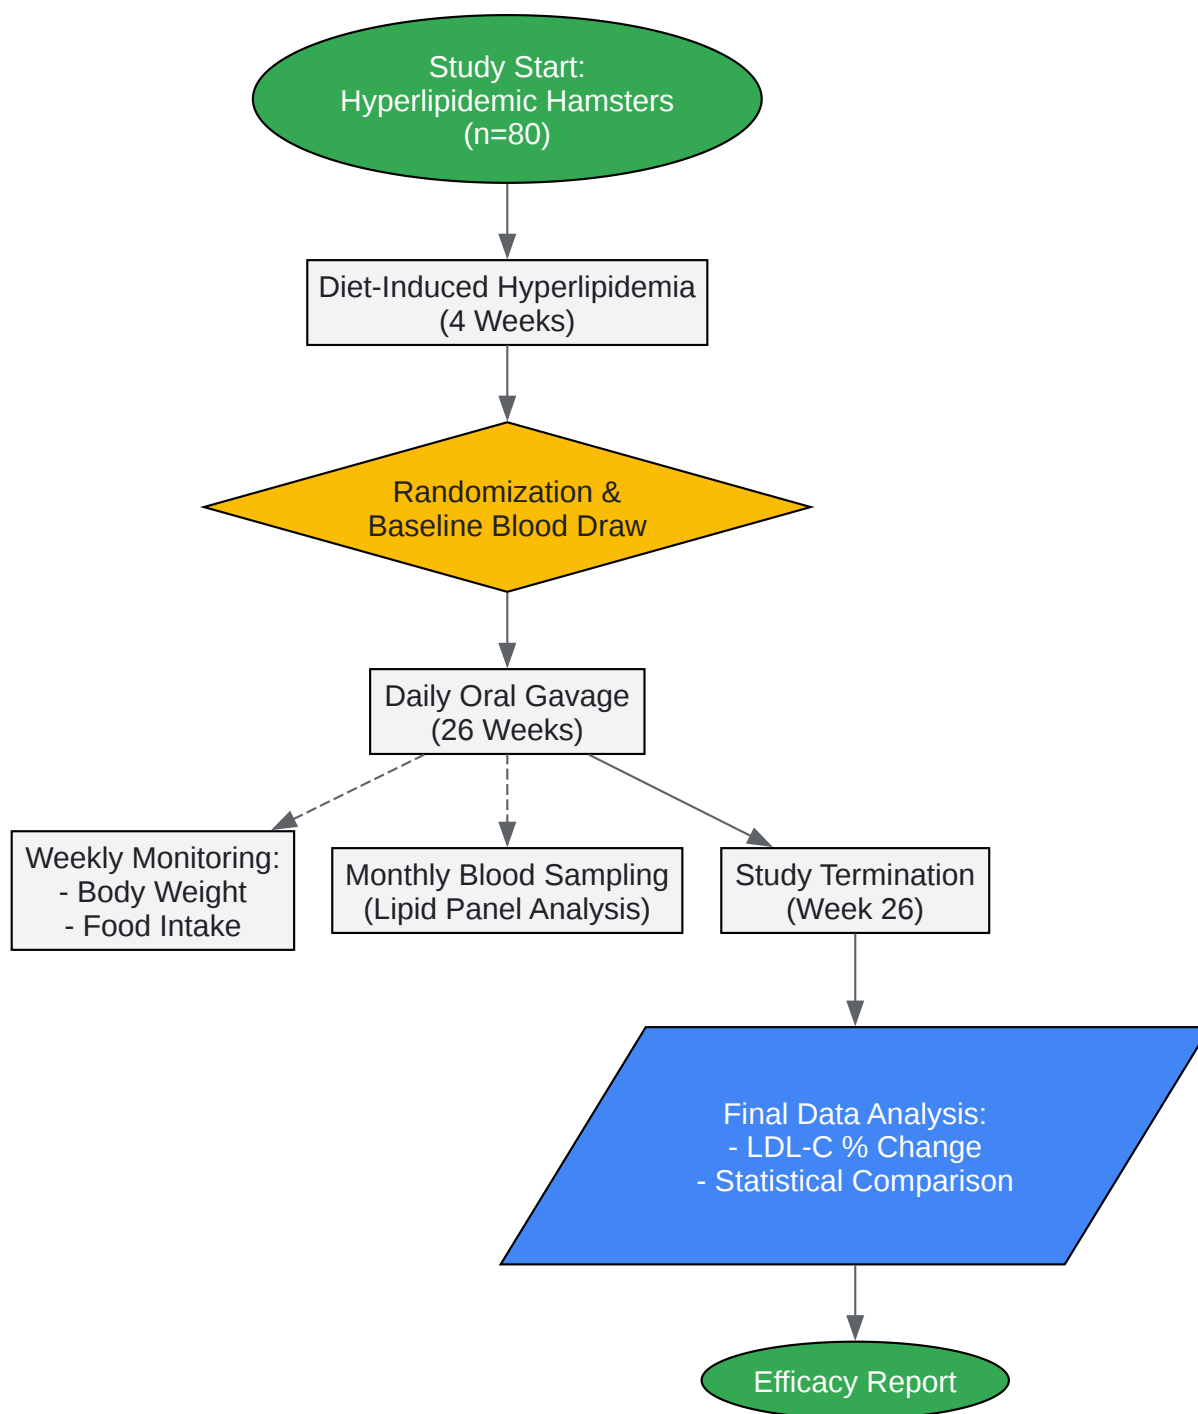 Study Start:
Hyperlipidemic Hamsters
(n=80)
Diet-Induced Hyperlipidemia
(4 Weeks)
Randomization &
Baseline Blood Draw
Daily Oral Gavage
(26 Weeks)
Weekly Monitoring:
- Body Weight
- Food Intake
Monthly Blood Sampling
(Lipid Panel Analysis)
Study Termination
(Week 26)
Final Data Analysis:
- LDL-C % Change
- Statistical Comparison
Efficacy Report